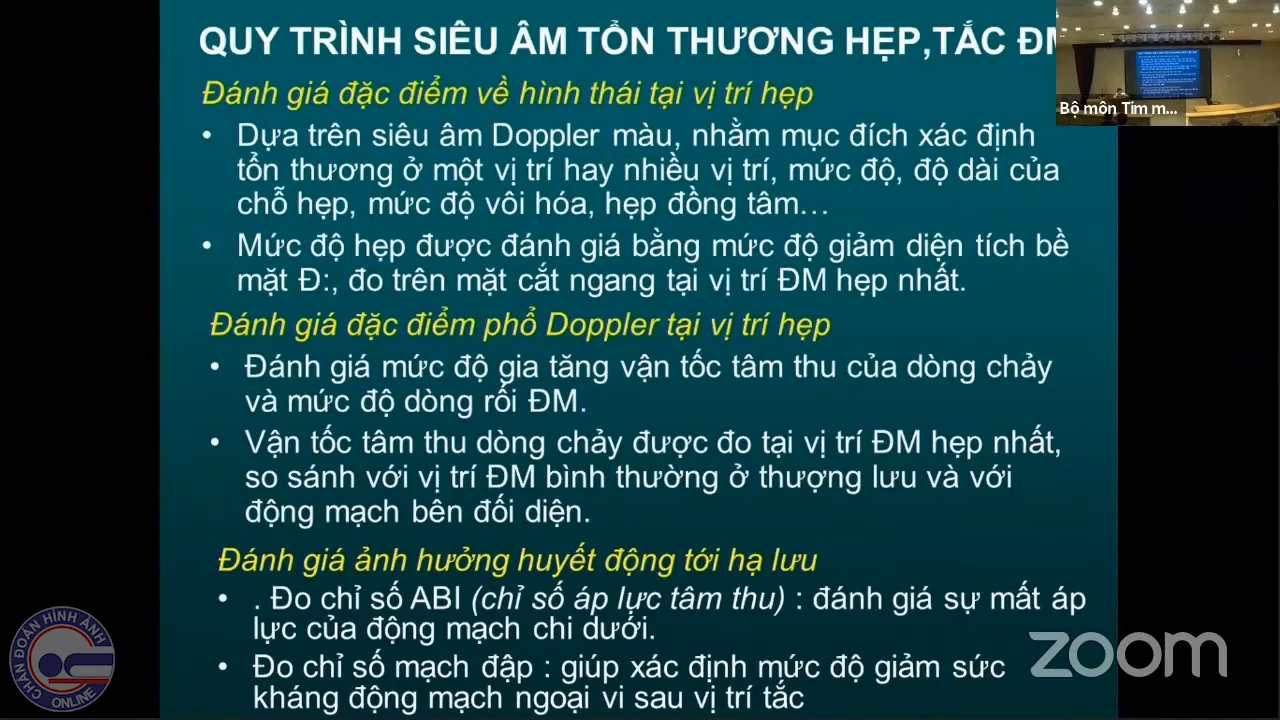 QUY TRÌNH SIÊU ÂM TỔN THƯƠNG HẸP,TẮC ĐM
Bộ môn Tim m...
Đánh giá đặc điểm về hình thái tại vị trí hẹp
• Dựa trên siêu âm Doppler màu, nhằm mục đích xác định
tổn thương ở một vị trí hay nhiều vị trí, mức độ, độ dài của
chỗ hẹp, mức độ vôi hóa, hẹp đồng tâm…
• Mức độ hẹp được đánh giá bằng mức độ giảm diện tích bề
mặt Đ:, đo trên mặt cắt ngang tại vị trí ĐM hẹp nhất.
Đánh giá đặc điểm phổ Doppler tại vị trí hẹp
• Đánh giá mức độ gia tăng vận tốc tâm thu của dòng chảy
và mức độ dòng rối ĐM.
• Vận tốc tâm thu dòng chảy được đo tại vị trí ĐM hẹp nhất,
so sánh với vị trí ĐM bình thường ở thượng lưu và với
động mạch bên đối diện.
Đánh giá ảnh hưởng huyết động tới hạ lưu
• . Đo chỉ số ABI (chỉ số áp lực tâm thu) : đánh giá sự mất áp
lực của động mạch chi dưới.
• Đo chỉ số mạch đập : giúp xác định mức độ giảm sức
kháng động mạch ngoại vi sau vị trí tắc
zoom
CHẨN ĐOÁN HÌNH ẢNH
ONLINE